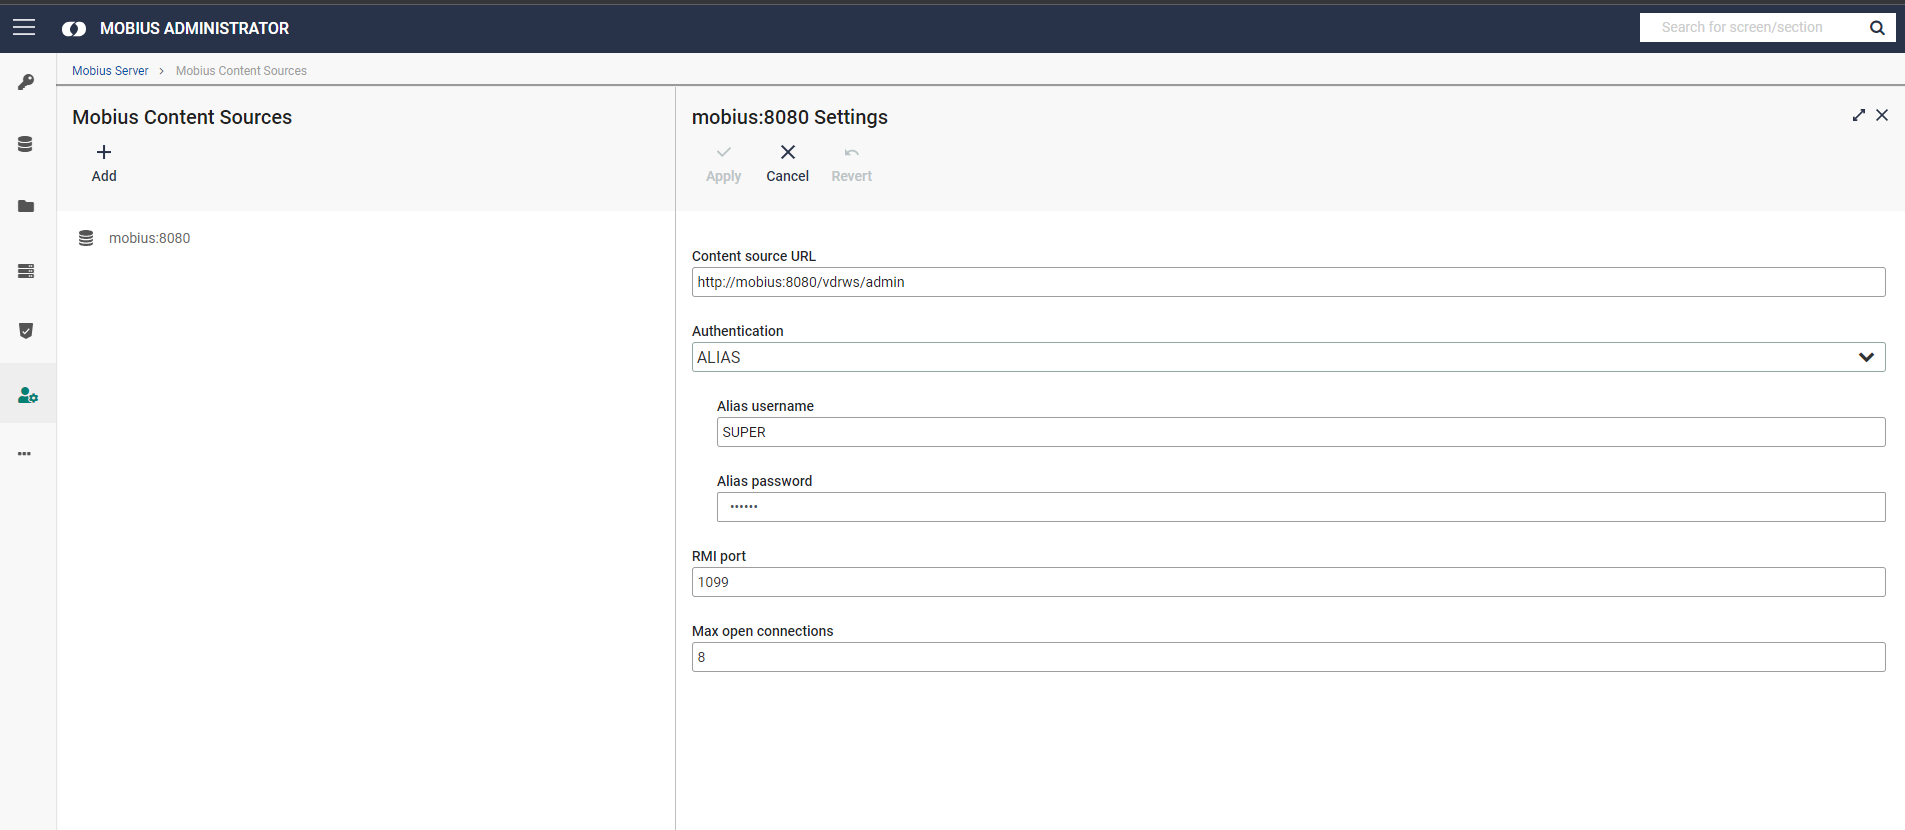 MOBIUS ADMINISTRATOR
Search for screen/section
Mobius Server > Mobius Content Sources
Mobius Content Sources
Add
mobius:8080
mobius:8080 Settings
Apply Cancel Revert
Content source URL
http://mobius:8080/vdrws/admin
Authentication
ALIAS
Alias username
SUPER
Alias password
••••••
RMI port
1099
Max open connections
8